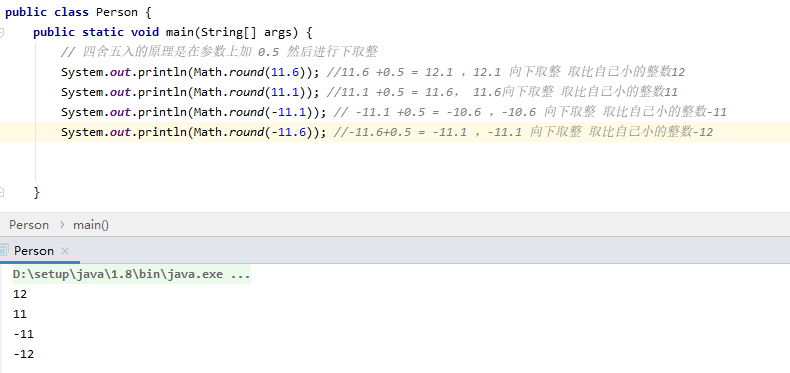 public class Person {
public static void main(String[] args) {
// 四舍五入的原理是在参数上加 0.5 然后进行下取整
System.out.println(Math.round(11.6)); //11.6 +0.5 = 12.1 ，12.1 向下取整 取比自己小的整数12
System.out.println(Math.round(11.1)); //11.1 +0.5 = 11.6， 11.6向下取整 取比自己小的整数11
System.out.println(Math.round(-11.1)); // -11.1 +0.5 = -10.6 ，-10.6 向下取整 取比自己小的整数-11
System.out.println(Math.round(-11.6)); //-11.6+0.5 = -11.1 ，-11.1 向下取整 取比自己小的整数-12
}
Person › main()
Person ×
D:\setup\java\1.8\bin\java.exe ...
12
11
-11
-12